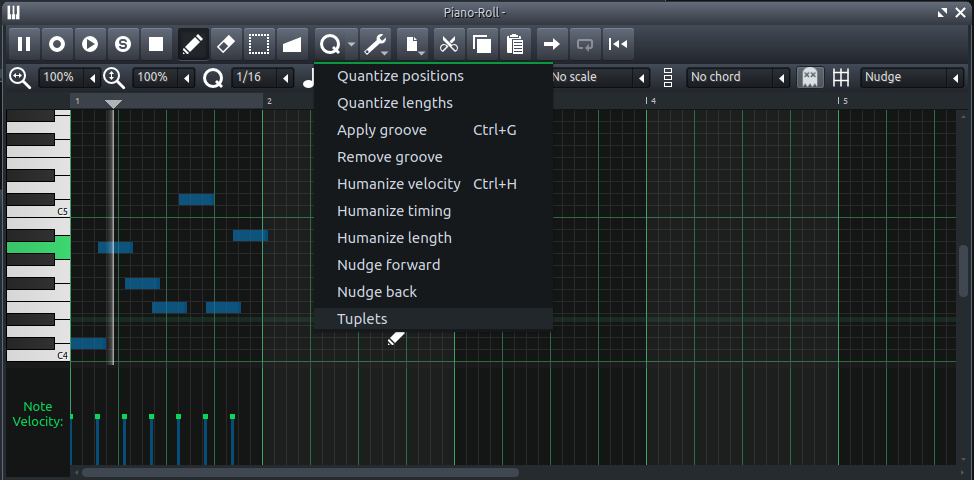 Piano-Roll -
100% 100% 1/16 No scale No chord Nudge
Quantize positions
Quantize lengths
Apply groove Ctrl+G
Remove groove
Humanize velocity Ctrl+H
Humanize timing
Humanize length
Nudge forward
Nudge back
Tuplets
1 2 4 5
C5
C4
Note
Velocity: